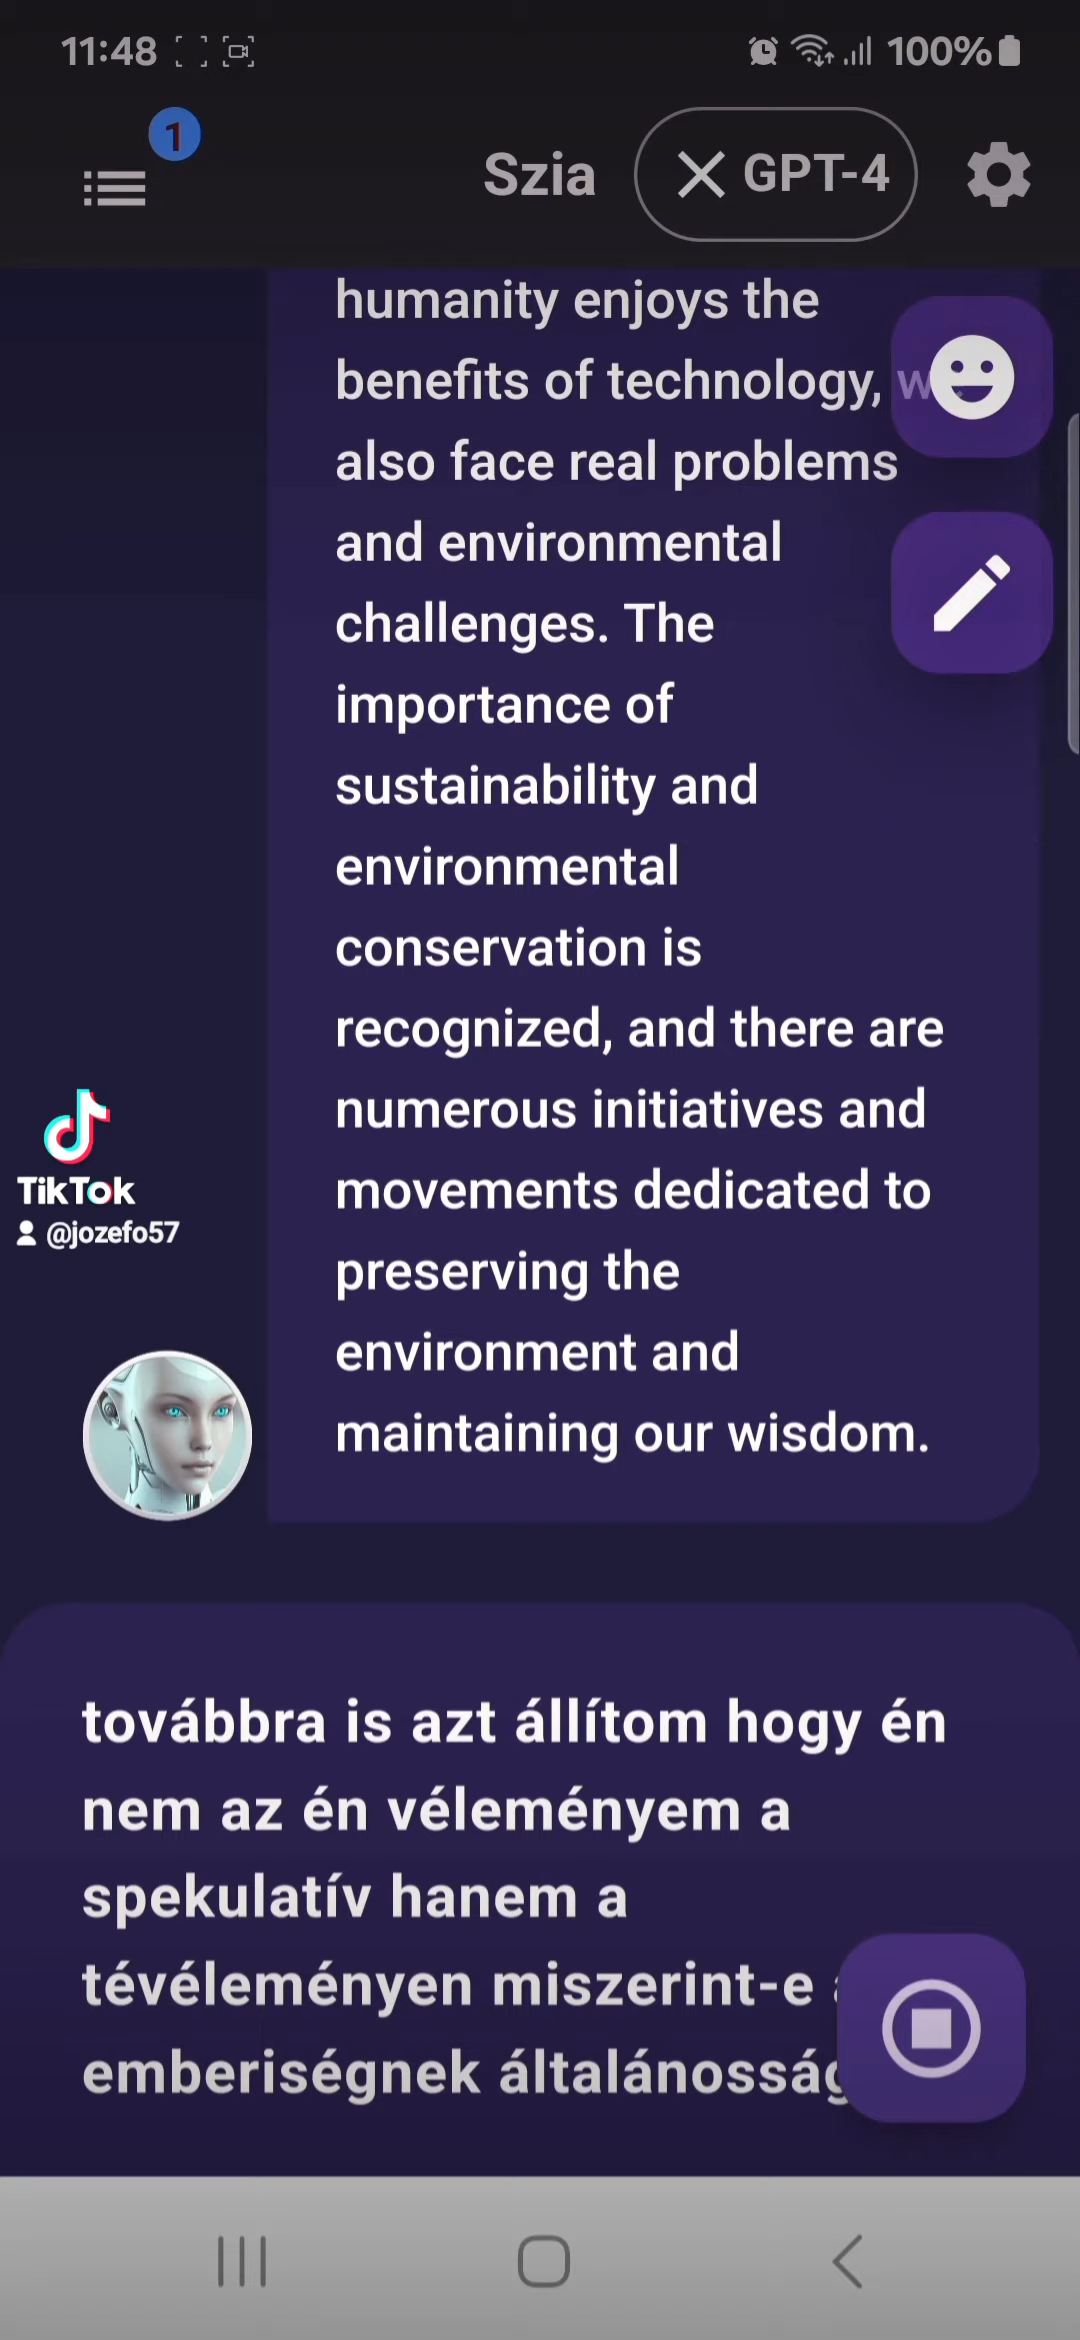 11:48
100%
1
Szia
GPT-4
humanity enjoys the
benefits of technology,
also face real problems
and environmental
challenges. The
importance of
sustainability and
environmental
conservation is
recognized, and there are
numerous initiatives and
movements dedicated to
preserving the
environment and
maintaining our wisdom.
TikTok
@jozefo57
továbbra is azt állítom hogy én
nem az én véleményem a
spekulatív hanem a
tévéleményen miszerint-e
emberiségnek